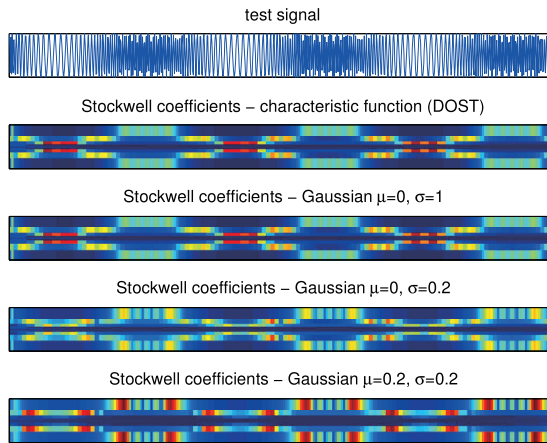 test signal
Stockwell coefficients − characteristic function (DOST)
Stockwell coefficients − Gaussian μ=0, σ=1
Stockwell coefficients − Gaussian μ=0, σ=0.2
Stockwell coefficients − Gaussian μ=0.2, σ=0.2